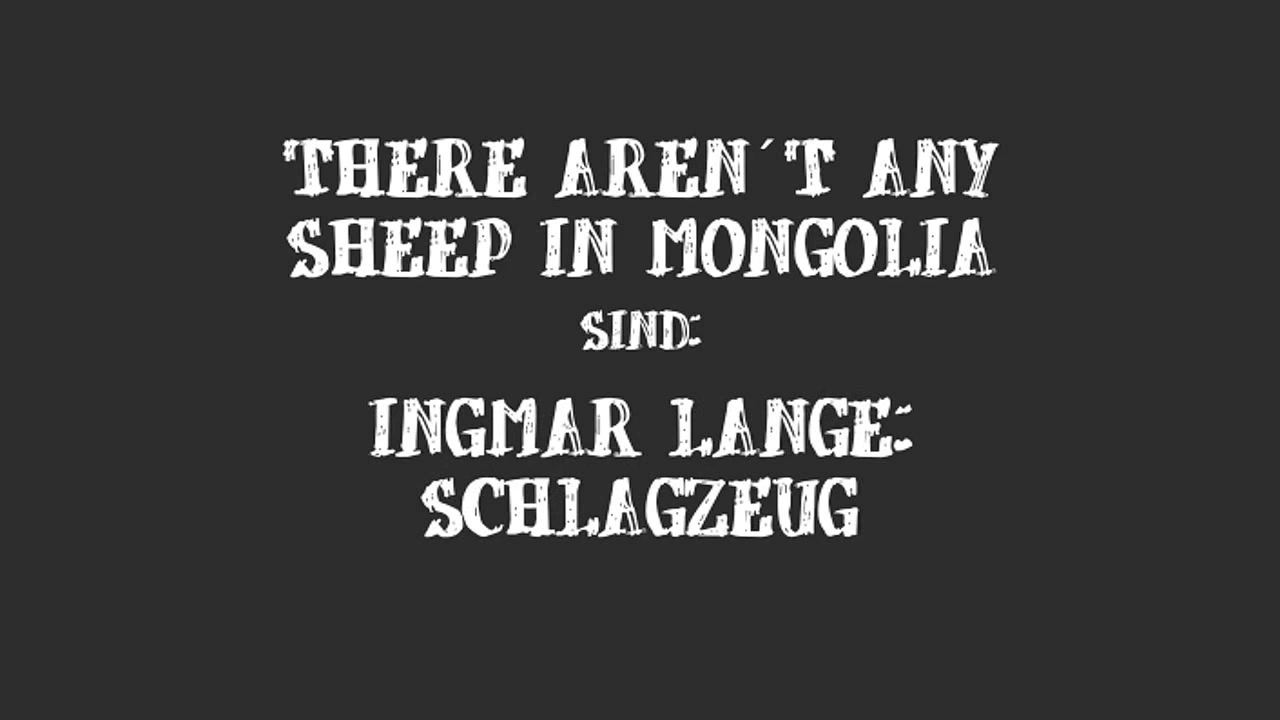 THERE AREN´T ANY
SHEEP IN MONGOLIA
SIND:
INGMAR LANGE:
SCHLAGZEUG